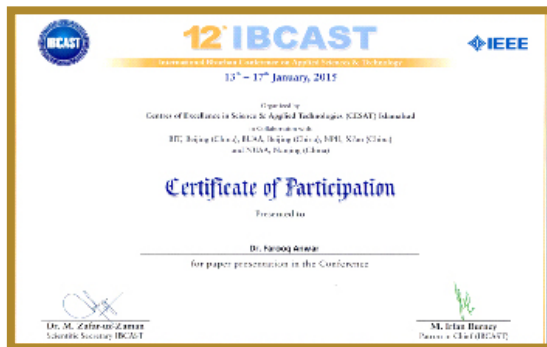 IBCAST
12th IBCAST
IEEE
International Bhurban Conference on Applied Sciences & Technology
13th – 17th January, 2015
Organized by
Centres of Excellence in Science & Applied Technologies (CESAT) Islamabad
in Collaboration with
BIT, Beijing (China), BUAA, Beijing (China), NPU, Xi'an (China)
and NUAA, Nanjing (China)
Certificate of Participation
Presented to
Dr. Farooq Anwar
for paper presentation in the Conference
Dr. M. Zafar-uz-Zaman
Scientific Secretary IBCAST
M. Irfan Burney
Patron in Chief (IBCAST)